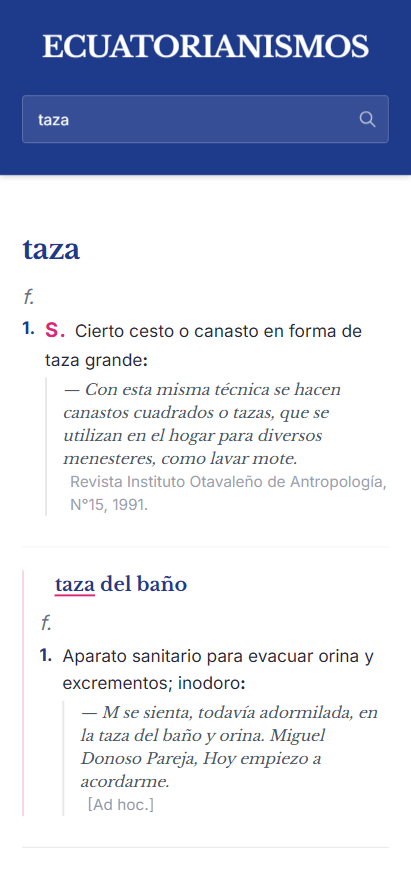 ECUATORIANISMOS
taza
taza
f.
1. S. Cierto cesto o canasto en forma de
taza grande:
— Con esta misma técnica se hacen
canastos cuadrados o tazas, que se
utilizan en el hogar para diversos
menesteres, como lavar mote.
Revista Instituto Otavaleño de Antropología,
N°15, 1991.
taza del baño
f.
1. Aparato sanitario para evacuar orina y
excrementos; inodoro:
— M se sienta, todavía adormilada, en
la taza del baño y orina. Miguel
Donoso Pareja, Hoy empiezo a
acordarme.
[Ad hoc.]